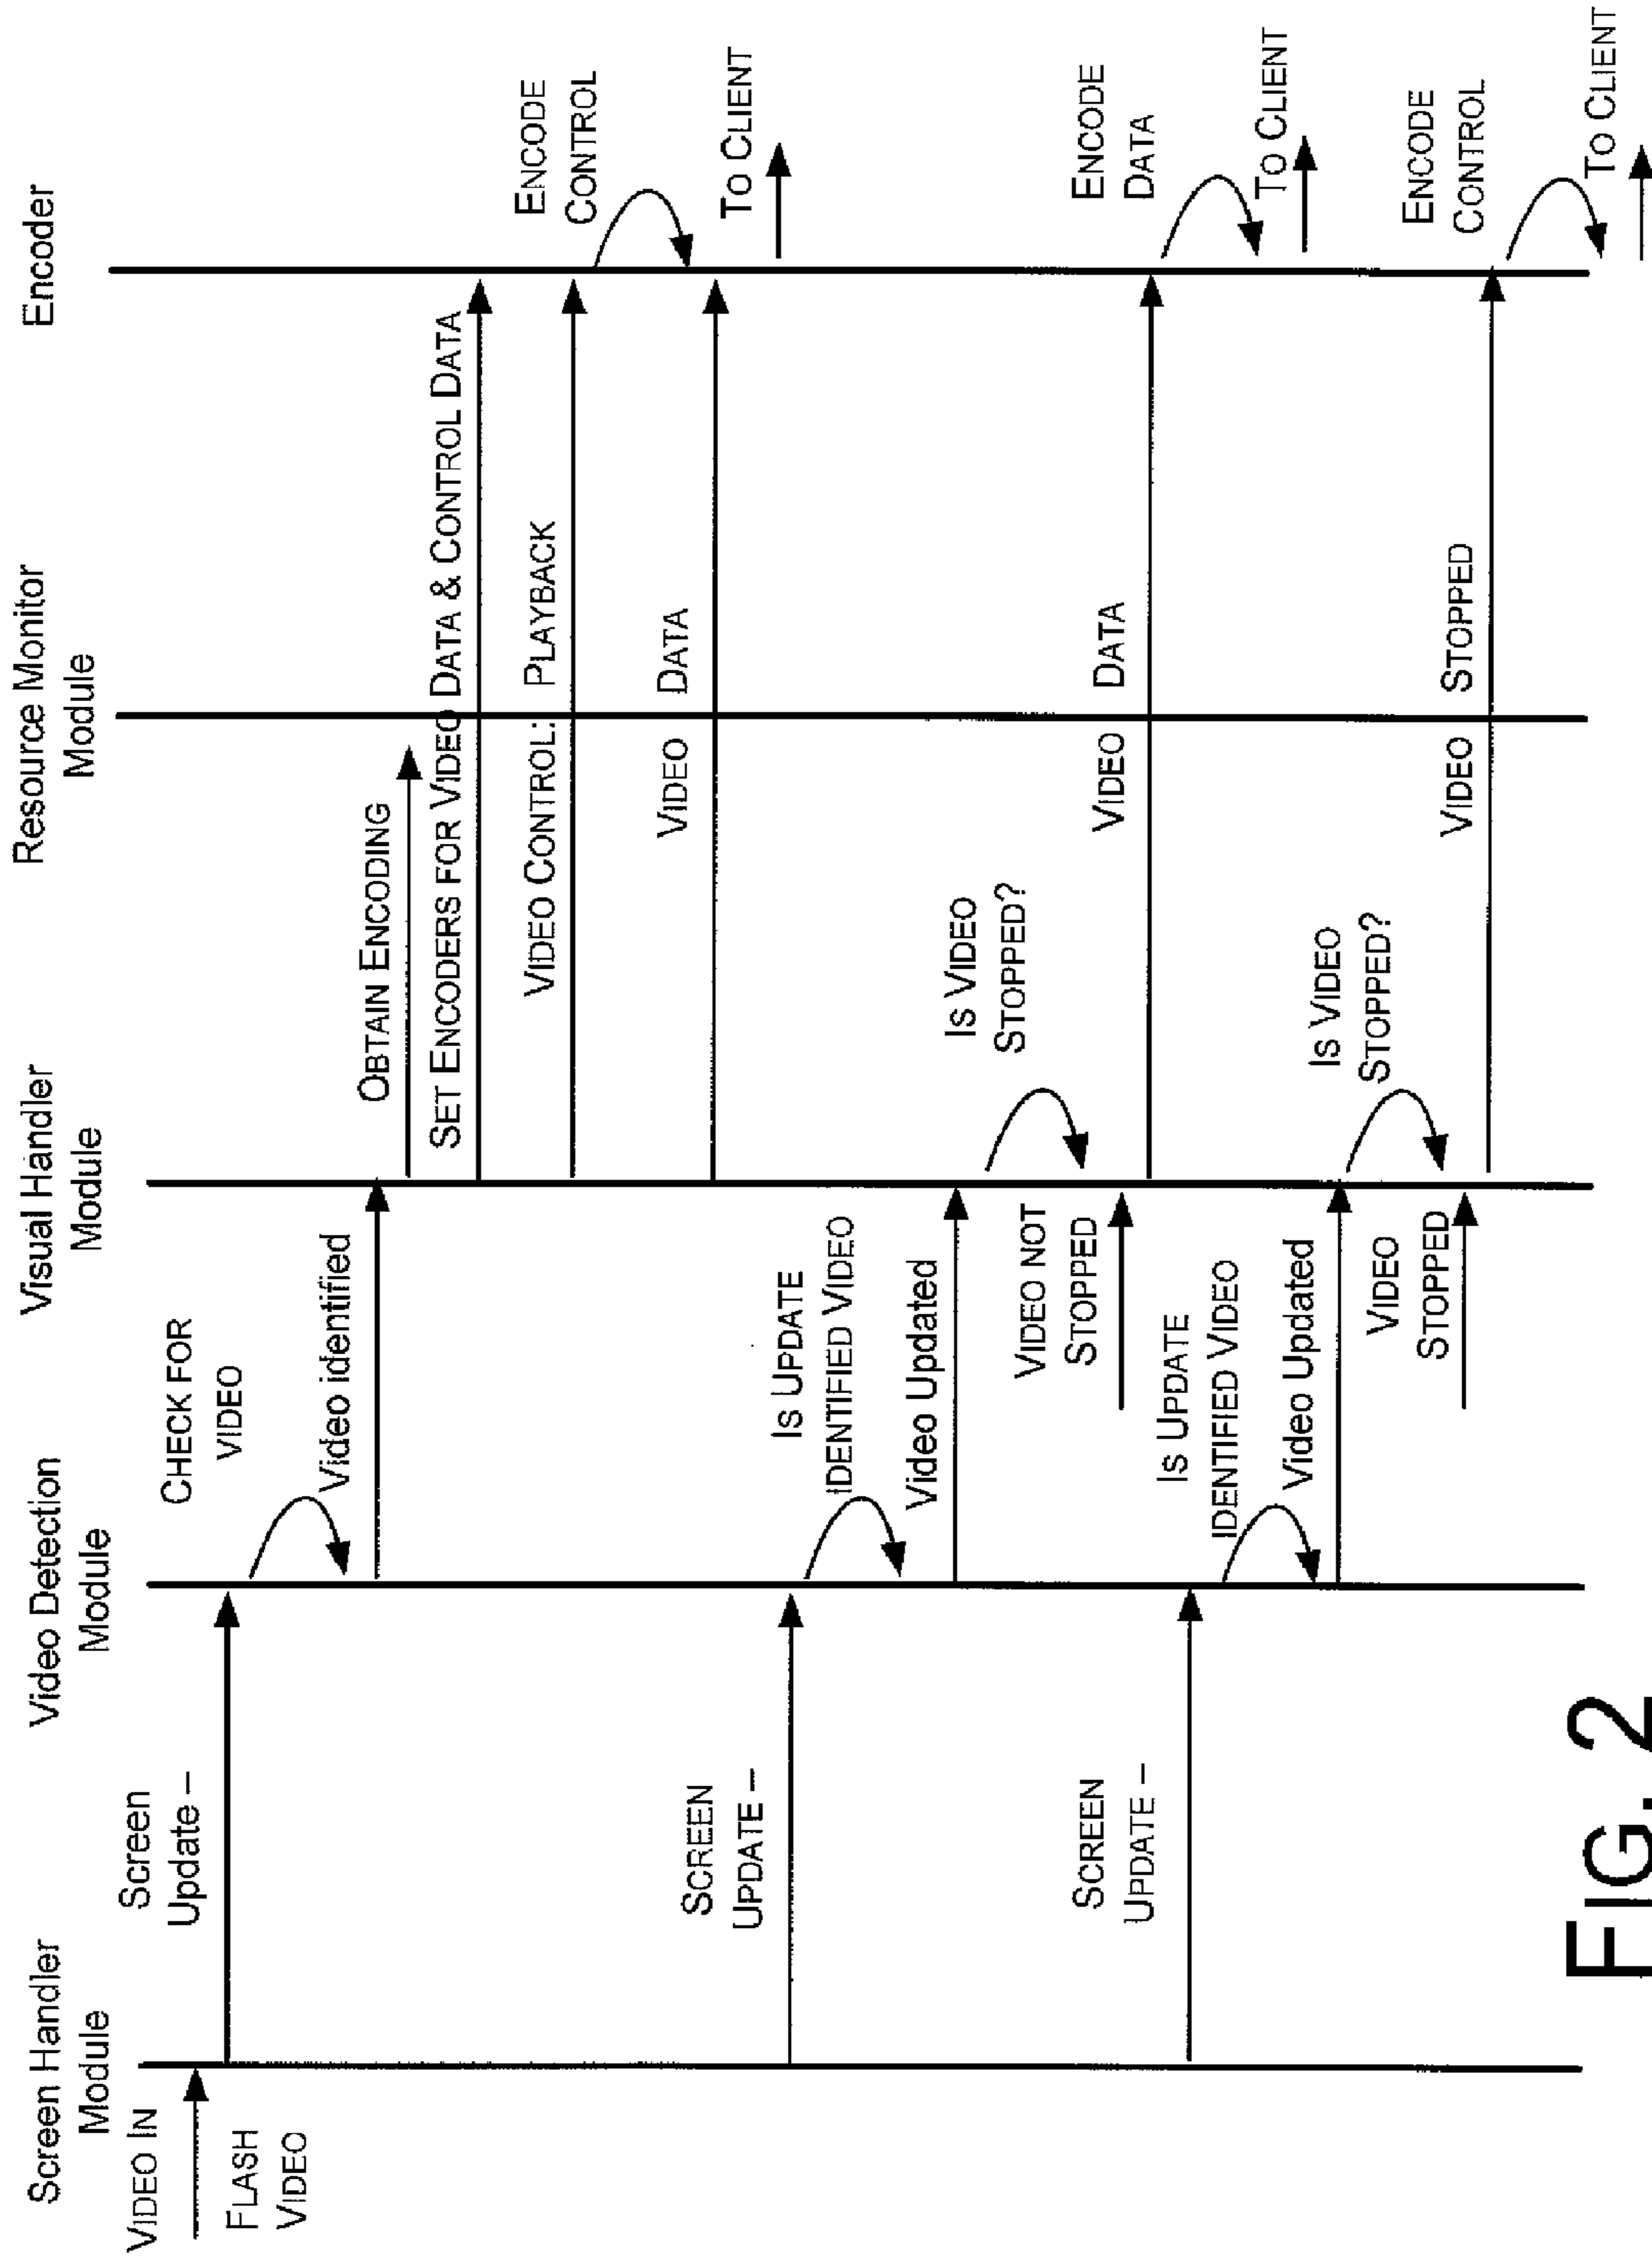 Screen Handler
Module
Video Detection
Module
Visual Handler
Module
Resource Monitor
Module
Encoder
VIDEO IN
FLASH
VIDEO
Screen
Update –
CHECK FOR
VIDEO
Video identified
OBTAIN ENCODING
SET ENCODERS FOR VIDEO DATA & CONTROL DATA
VIDEO CONTROL: PLAYBACK
ENCODE
CONTROL
VIDEO DATA
TO CLIENT
SCREEN
UPDATE –
IS UPDATE
IDENTIFIED VIDEO
Video Updated
IS VIDEO
STOPPED?
VIDEO NOT
STOPPED
VIDEO DATA
ENCODE
DATA
TO CLIENT
SCREEN
UPDATE –
IS UPDATE
IDENTIFIED VIDEO
Video Updated
IS VIDEO
STOPPED?
VIDEO
STOPPED
VIDEO STOPPED
ENCODE
CONTROL
TO CLIENT
FIG. 2